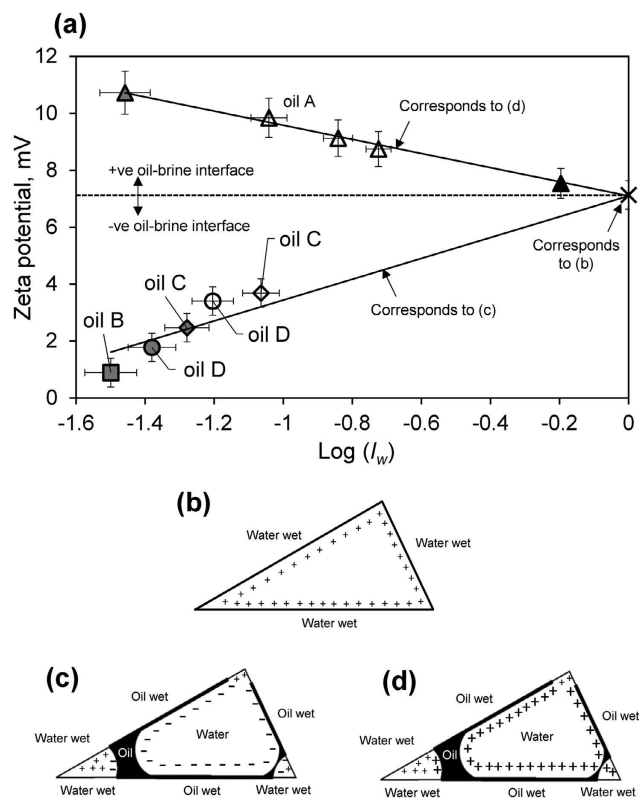 (a)
12
10
8
6
4
2
0
Zeta potential, mV
oil A
Corresponds to (d)
+ve oil-brine interface
-ve oil-brine interface
Corresponds
to (b)
oil C
oil C
Corresponds to (c)
oil B
oil D
oil D
-1.6 -1.4 -1.2 -1 -0.8 -0.6 -0.4 -0.2 0
Log (Iw)
(b)
Water wet
Water wet
Water wet
(c)
Oil wet
Water wet
Oil
Water
Oil wet
Water wet
Oil wet
Water wet
(d)
Oil wet
Water wet
Oil
Water
Oil wet
Water wet
Oil wet
Water wet